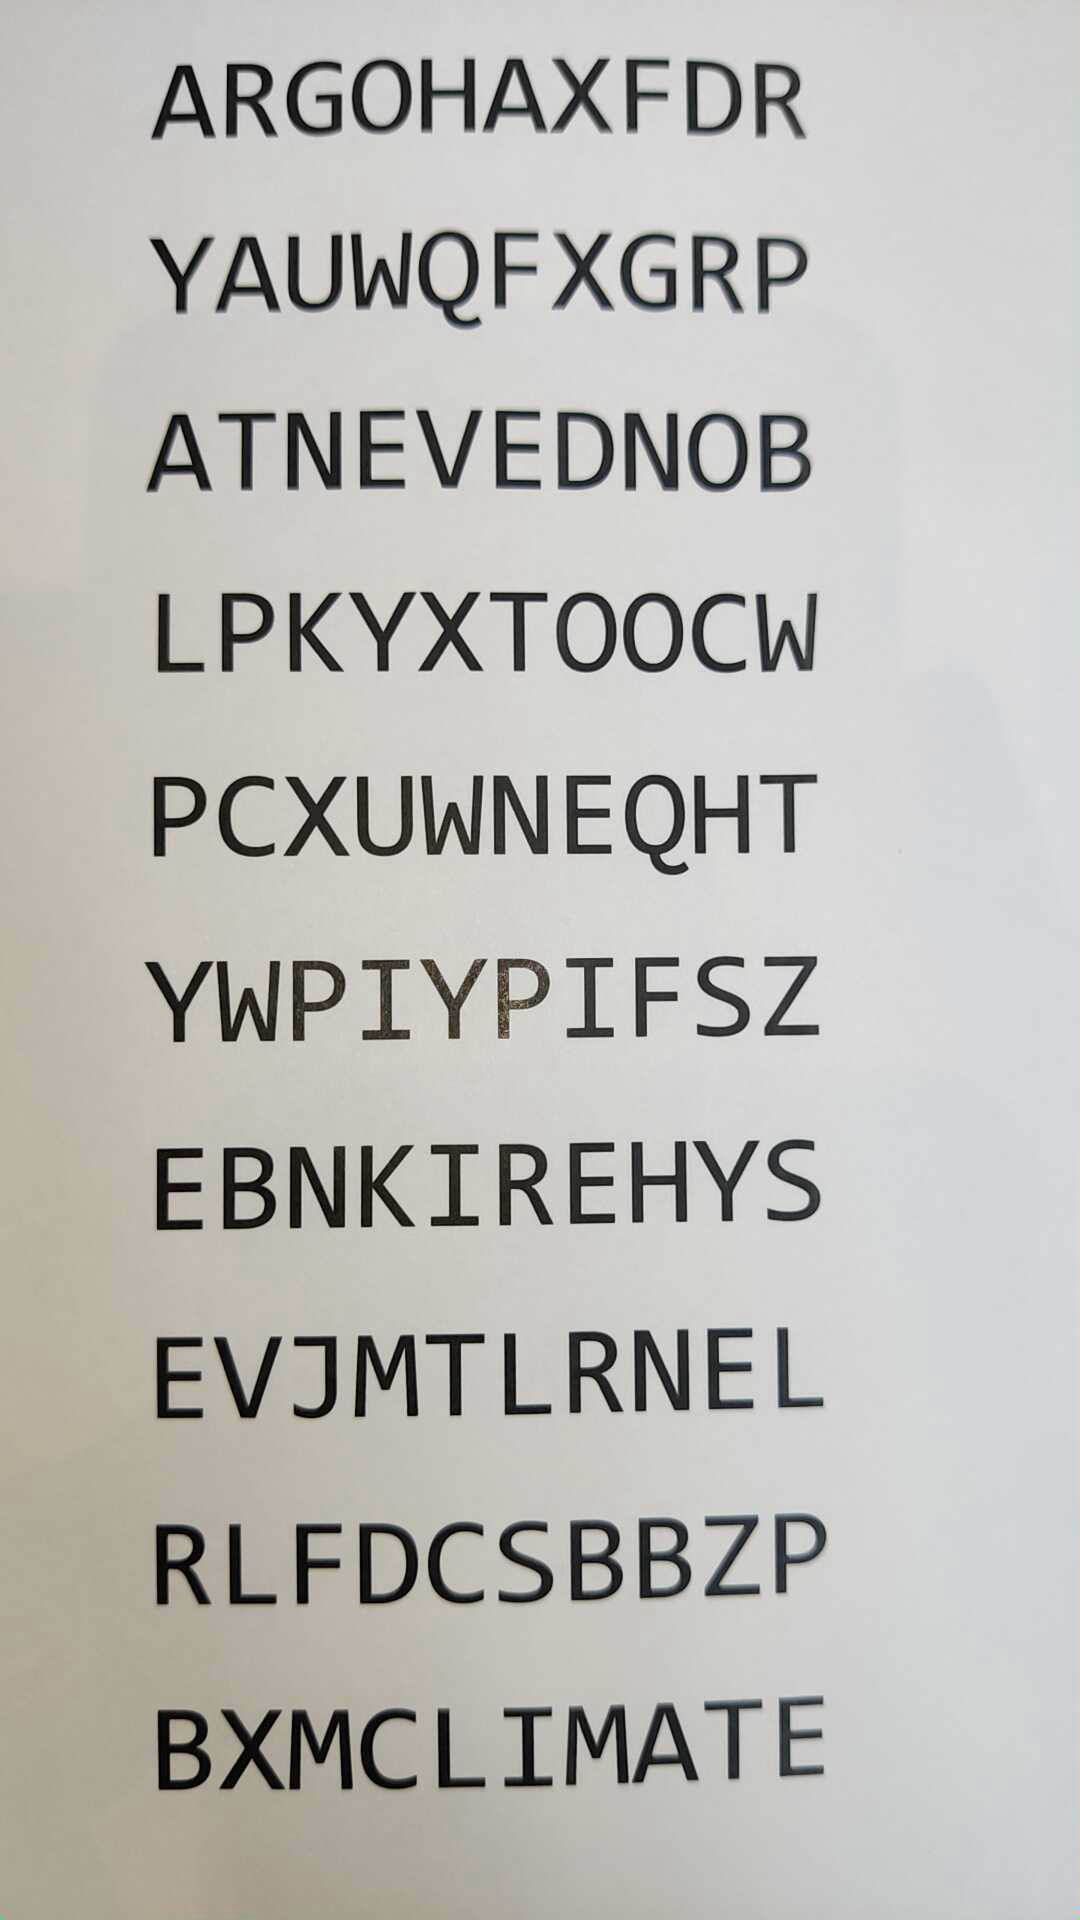 ARGOHAXFDR
YAUWQFXGRP
ATNEVEDNOB
LPKYXTOOCW
PCXUWNEQHT
YWPIYPIFSZ
EBNKIREHYS
EVJMTLRNEL
RLFDCSBBZP
BXMCLIMATE